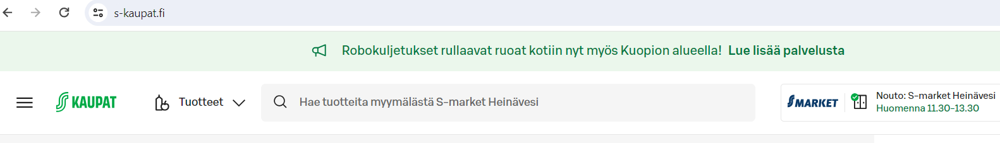 s-kaupat.fi
Robokuljetukset rullaavat ruoat kotiin nyt myös Kuopion alueella! Lue lisää palvelusta
S KAUPAT
Tuotteet
Hae tuotteita myymälästä S-market Heinävesi
S MARKET
Nouto: S-market Heinävesi
Huomenna 11.30-13.30